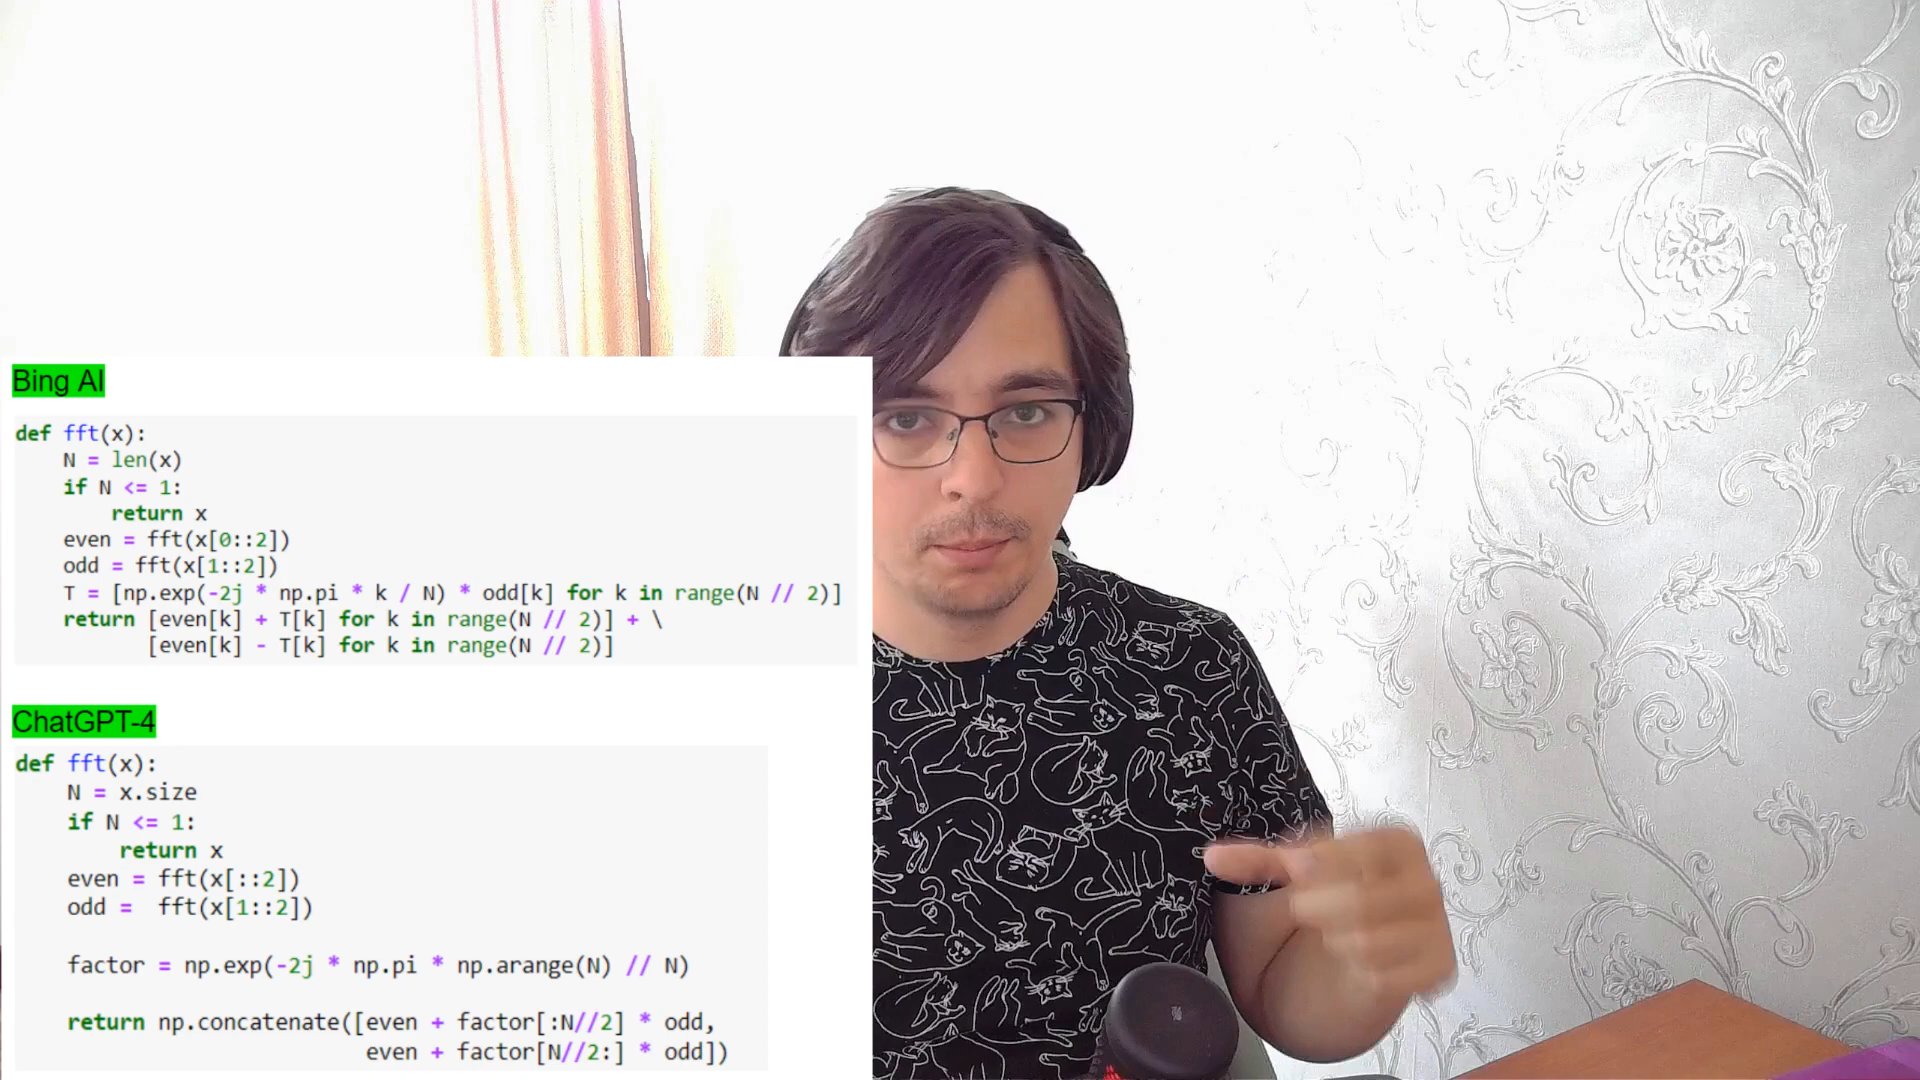 Bing AI
def fft(x):
    N = len(x)
    if N <= 1:
        return x
    even = fft(x[0::2])
    odd = fft(x[1::2])
    T = [np.exp(-2j * np.pi * k / N) * odd[k] for k in range(N // 2)]
    return [even[k] + T[k] for k in range(N // 2)] + \
           [even[k] - T[k] for k in range(N // 2)]
ChatGPT-4
def fft(x):
    N = x.size
    if N <= 1:
        return x
    even = fft(x[::2])
    odd =  fft(x[1::2])
    factor = np.exp(-2j * np.pi * np.arange(N) // N)
    return np.concatenate([even + factor[:N//2] * odd,
                           even + factor[N//2:] * odd])